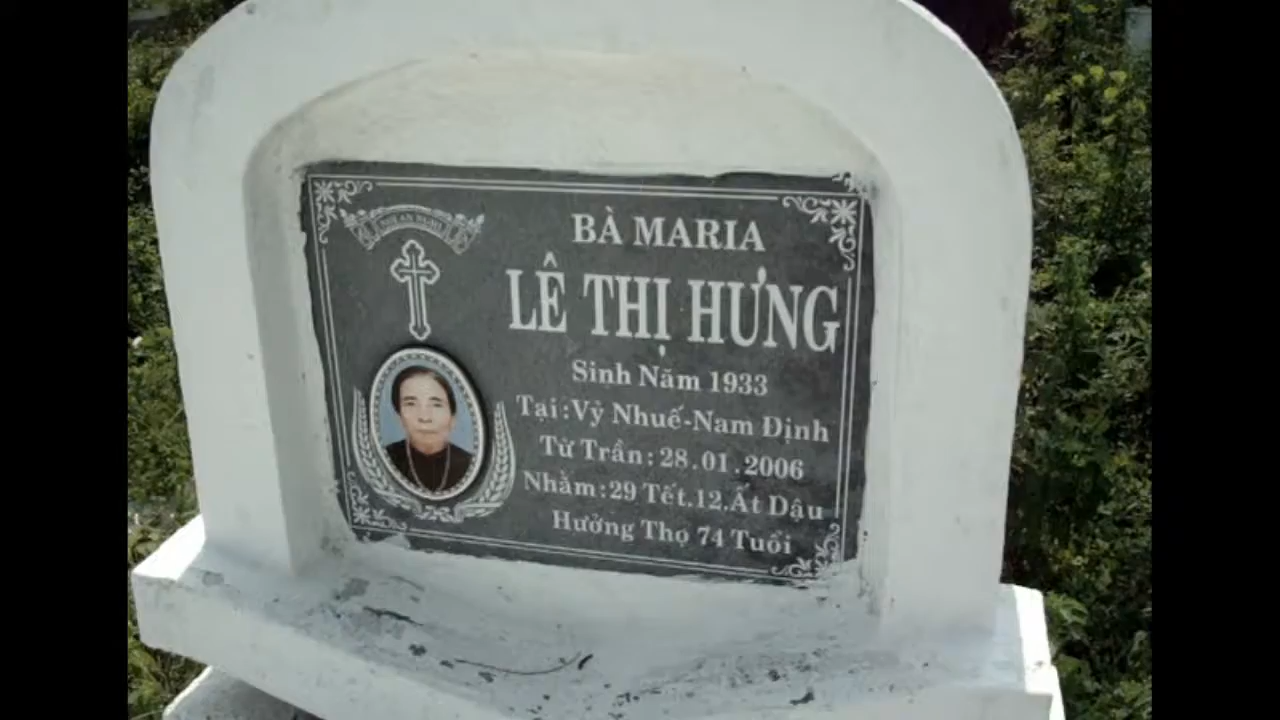 BÀ MARIA
LÊ THỊ HƯNG
Sinh Năm 1933
Tại:Vỷ Nhuế-Nam Định
Từ Trần:28.01.2006
Nhằm:29 Tết.12.Ất Dậu
Hưởng Thọ 74 Tuổi